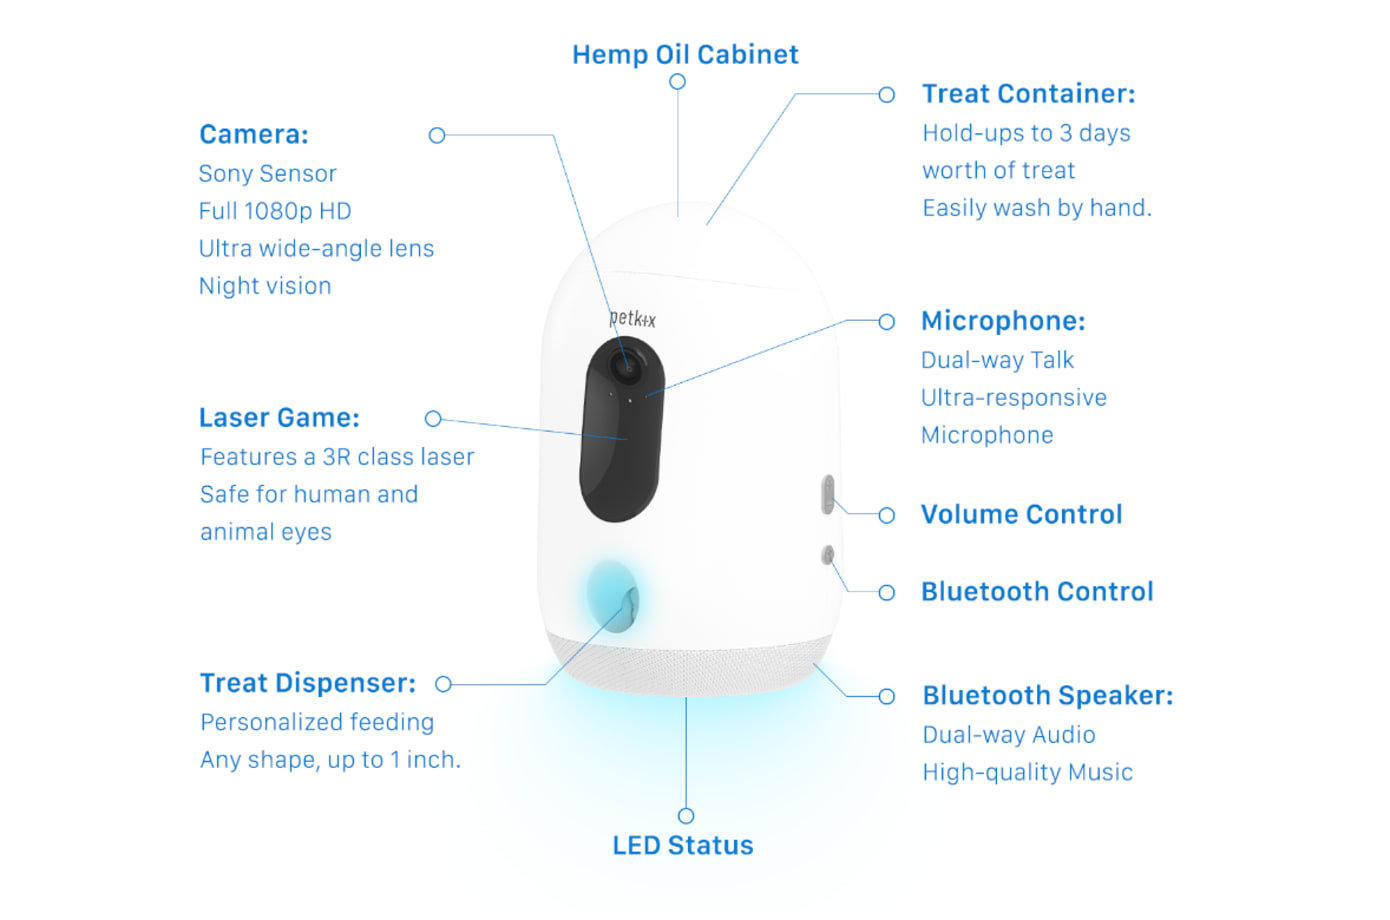 Hemp Oil Cabinet
Camera:
Sony Sensor
Full 1080p HD
Ultra wide-angle lens
Night vision
Treat Container:
Hold-ups to 3 days
worth of treat
Easily wash by hand.
petkix
Microphone:
Dual-way Talk
Ultra-responsive
Microphone
Laser Game:
Features a 3R class laser
Safe for human and
animal eyes
Volume Control
Bluetooth Control
Treat Dispenser:
Personalized feeding
Any shape, up to 1 inch.
Bluetooth Speaker:
Dual-way Audio
High-quality Music
LED Status